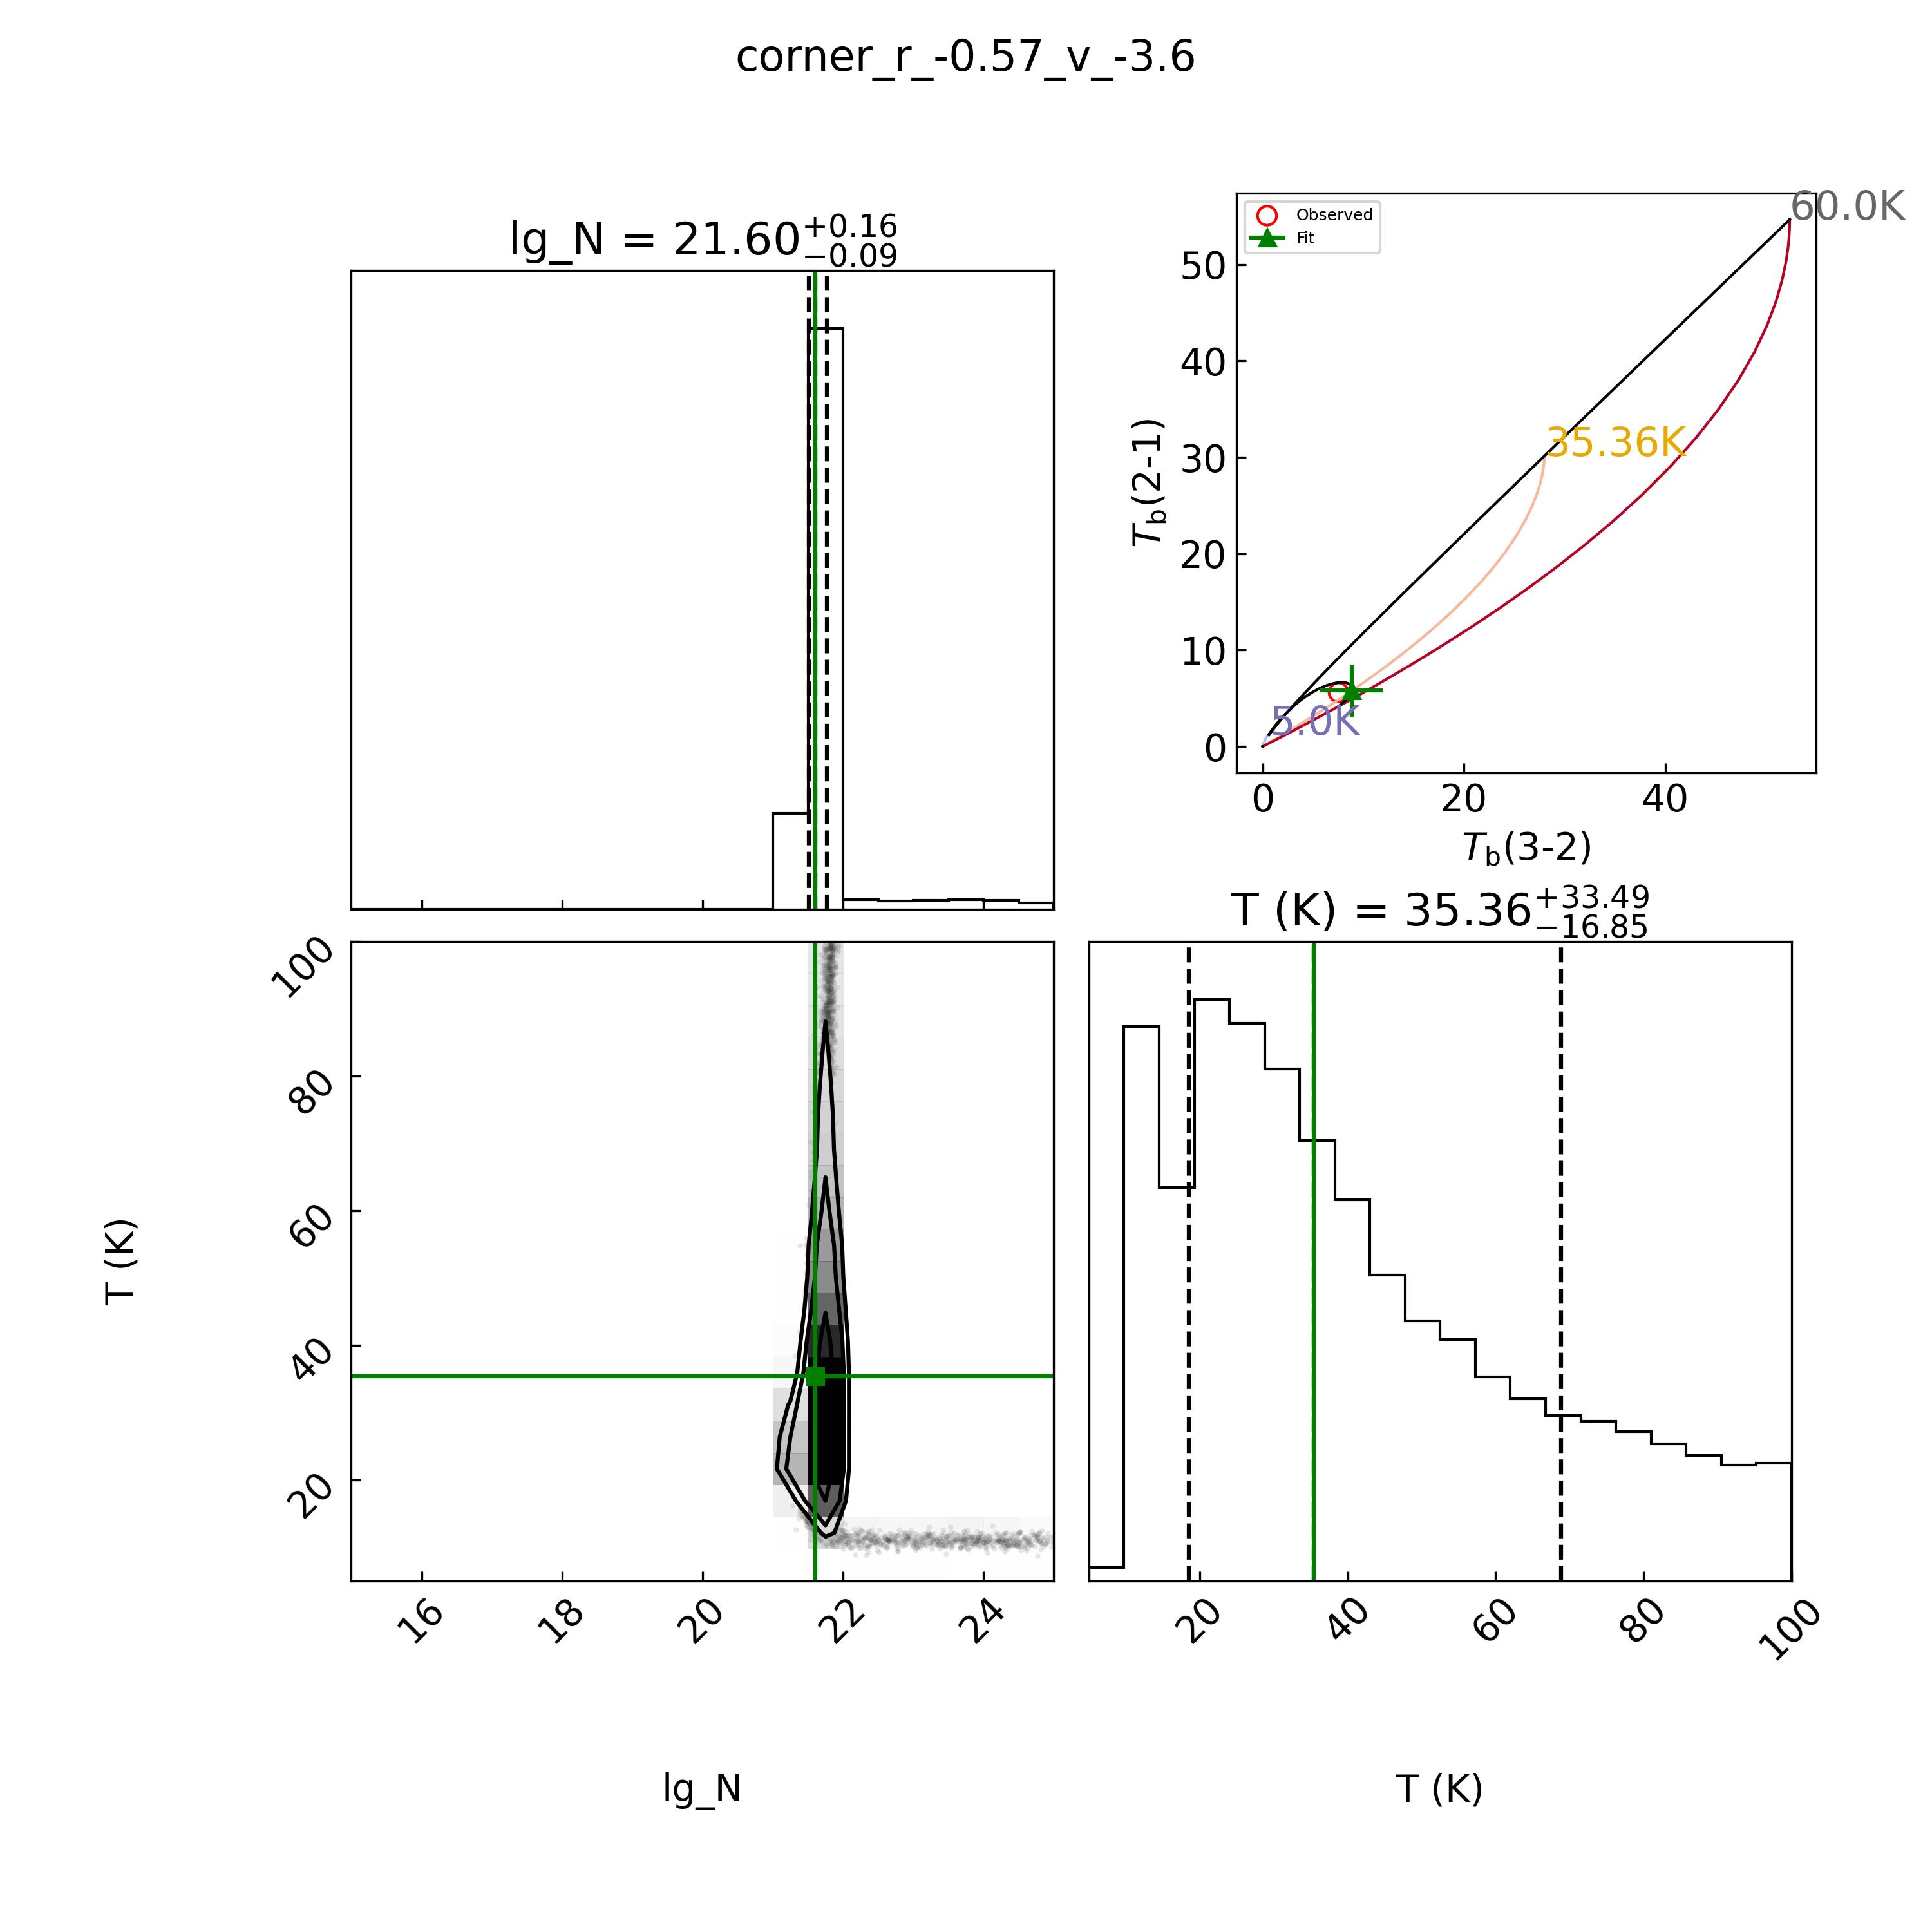 corner_r_-0.57_v_-3.6
lg_N = 21.60+0.16−0.09
Observed
Fit
60.0K
35.36K
5.0K
50
40
30
20
10
0
Tb(2-1)
0 20 40
Tb(3-2)
T (K) = 35.36+33.49−16.85
100
80
60
40
20
T (K)
16 18 20 22 24
20 40 60 80 100
lg_N
T (K)